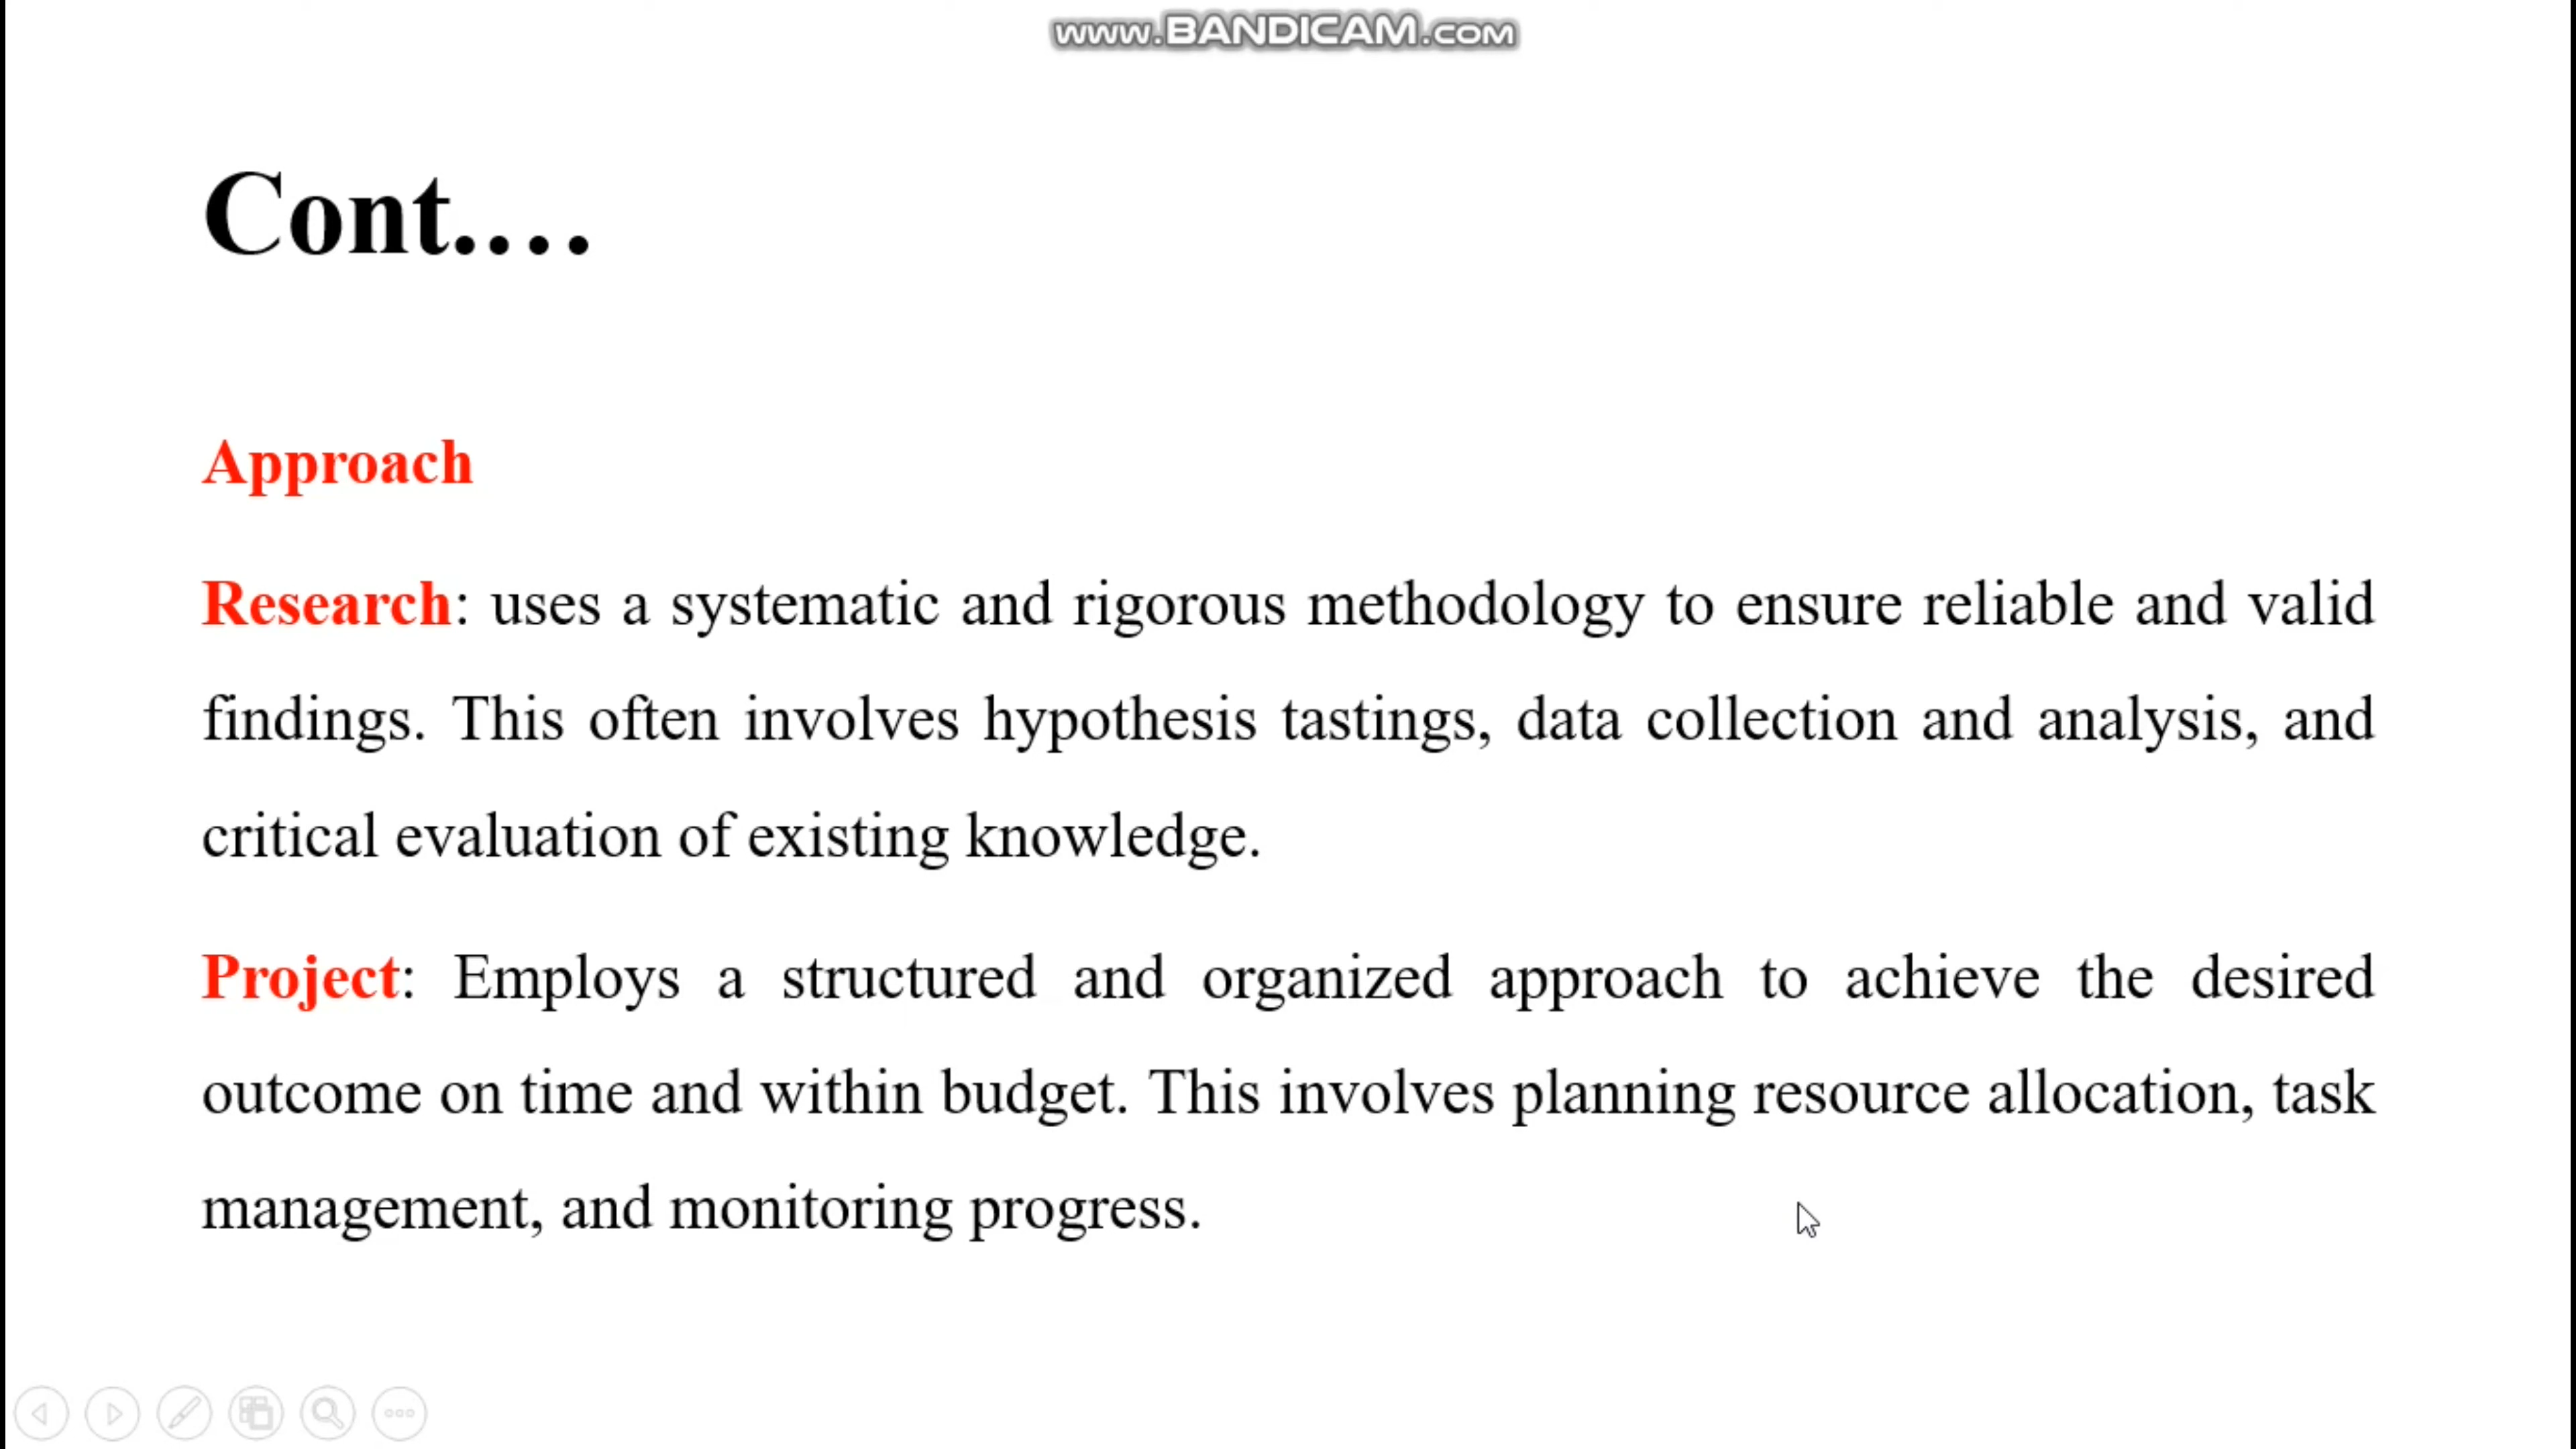 www.BANDICAM.com
Cont.…
Approach
Research: uses a systematic and rigorous methodology to ensure reliable and valid
findings. This often involves hypothesis tastings, data collection and analysis, and
critical evaluation of existing knowledge.
Project: Employs a structured and organized approach to achieve the desired
outcome on time and within budget. This involves planning resource allocation, task
management, and monitoring progress.